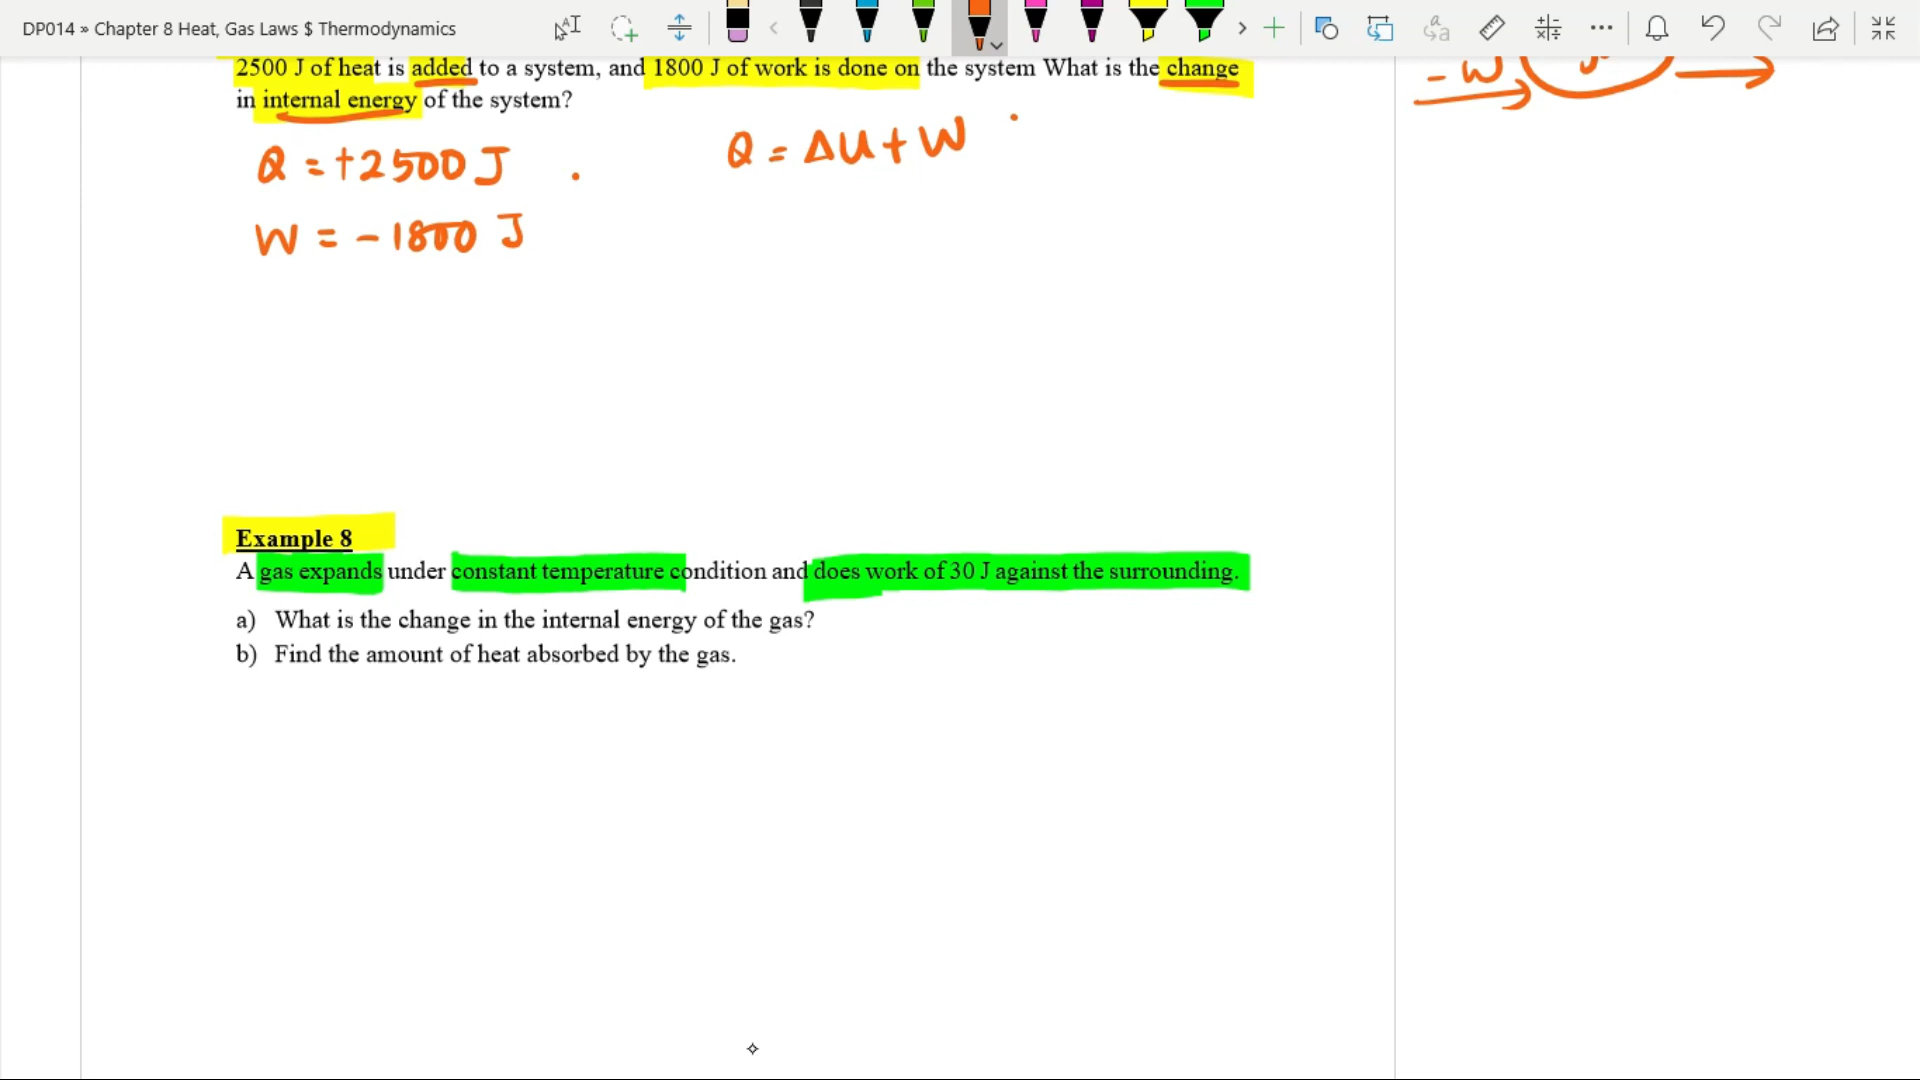 DP014 » Chapter 8 Heat, Gas Laws $ Thermodynamics
2500 J of heat is added to a system, and 1800 J of work is done on the system What is the change
in internal energy of the system?
- W
Q = ΔU + W
Q = +2500 J
W = -1800 J
Example 8
A gas expands under constant temperature condition and does work of 30 J against the surrounding.
a) What is the change in the internal energy of the gas?
b) Find the amount of heat absorbed by the gas.